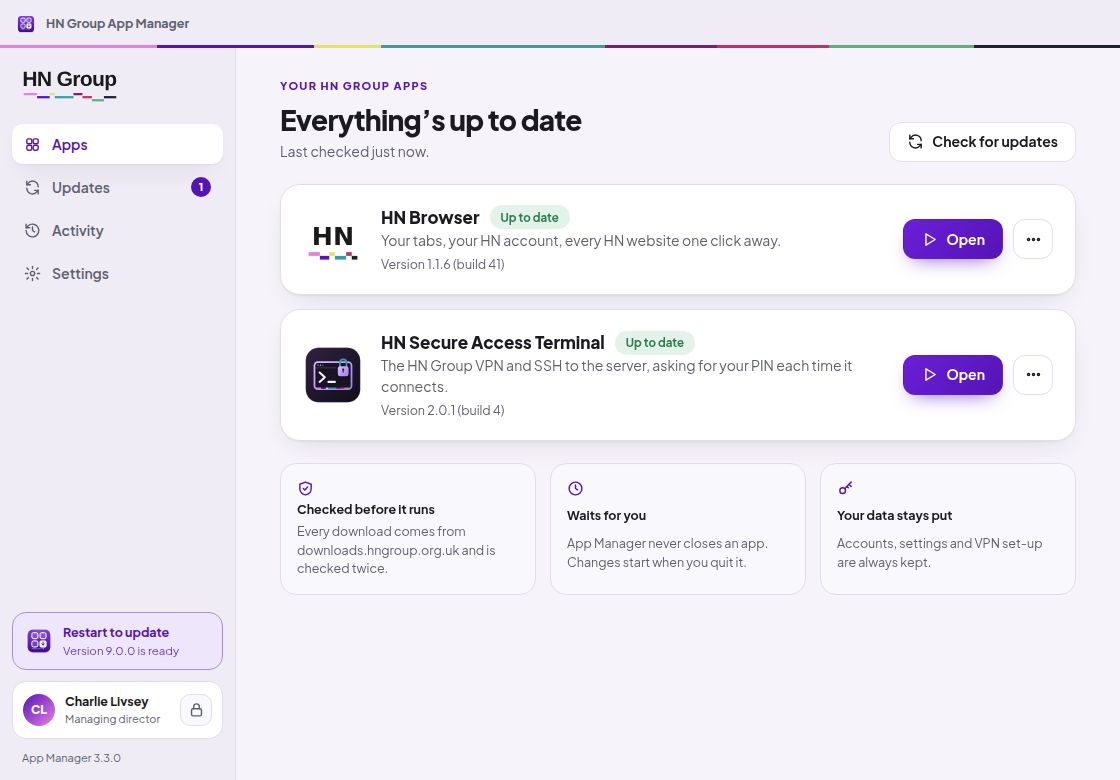 HN Group App Manager
HN Group
Apps
Updates
1
Activity
Settings
Restart to update
Version 9.0.0 is ready
CL
Charlie Livsey
Managing director
App Manager 3.3.0
YOUR HN GROUP APPS
Everything’s up to date
Last checked just now.
Check for updates
HN
HN Browser
Up to date
Your tabs, your HN account, every HN website one click away.
Version 1.1.6 (build 41)
Open
HN Secure Access Terminal
Up to date
The HN Group VPN and SSH to the server, asking for your PIN each time it
connects.
Version 2.0.1 (build 4)
Open
Checked before it runs
Every download comes from
downloads.hngroup.org.uk and is
checked twice.
Waits for you
App Manager never closes an app.
Changes start when you quit it.
Your data stays put
Accounts, settings and VPN set-up
are always kept.